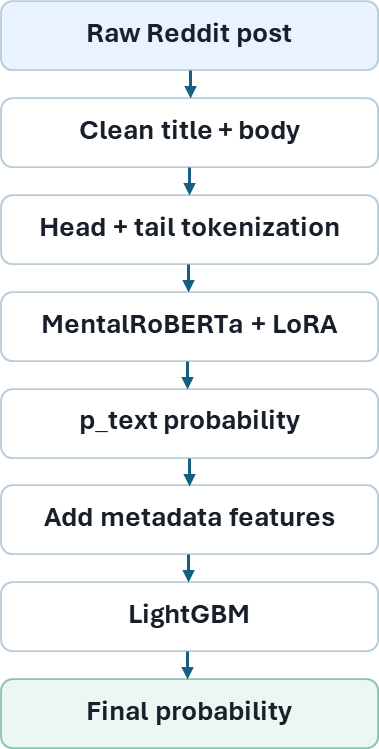 Raw Reddit post
Clean title + body
Head + tail tokenization
MentalRoBERTa + LoRA
p_text probability
Add metadata features
LightGBM
Final probability